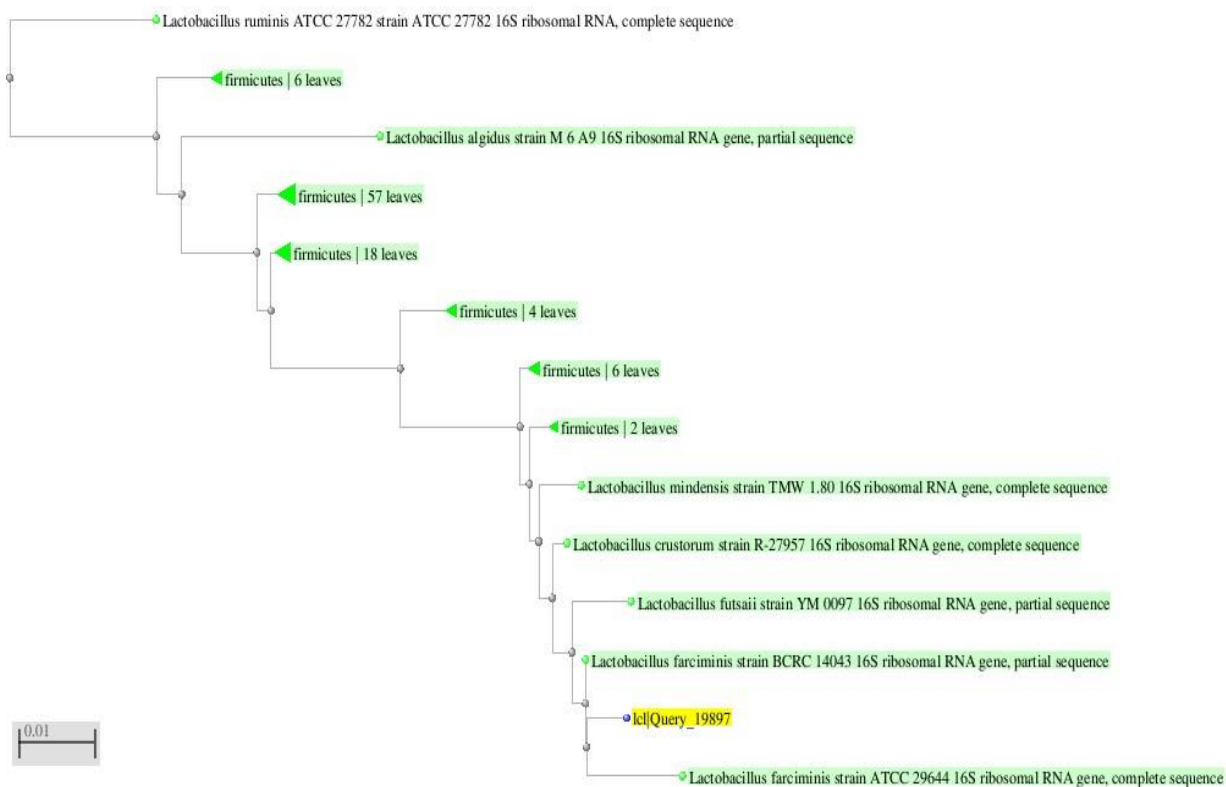 Lactobacillus ruminis ATCC 27782 strain ATCC 27782 16S ribosomal RNA, complete sequence
firmicutes | 6 leaves
Lactobacillus algidus strain M 6 A9 16S ribosomal RNA gene, partial sequence
firmicutes | 57 leaves
firmicutes | 18 leaves
firmicutes | 4 leaves
firmicutes | 6 leaves
firmicutes | 2 leaves
Lactobacillus mindensis strain TMW 1.80 16S ribosomal RNA gene, complete sequence
Lactobacillus crustorum strain R-27957 16S ribosomal RNA gene, complete sequence
Lactobacillus futsaii strain YM 0097 16S ribosomal RNA gene, partial sequence
Lactobacillus farciminis strain BCRC 14043 16S ribosomal RNA gene, partial sequence
lcl|Query_19897
0.01
Lactobacillus farciminis strain ATCC 29644 16S ribosomal RNA gene, complete sequence